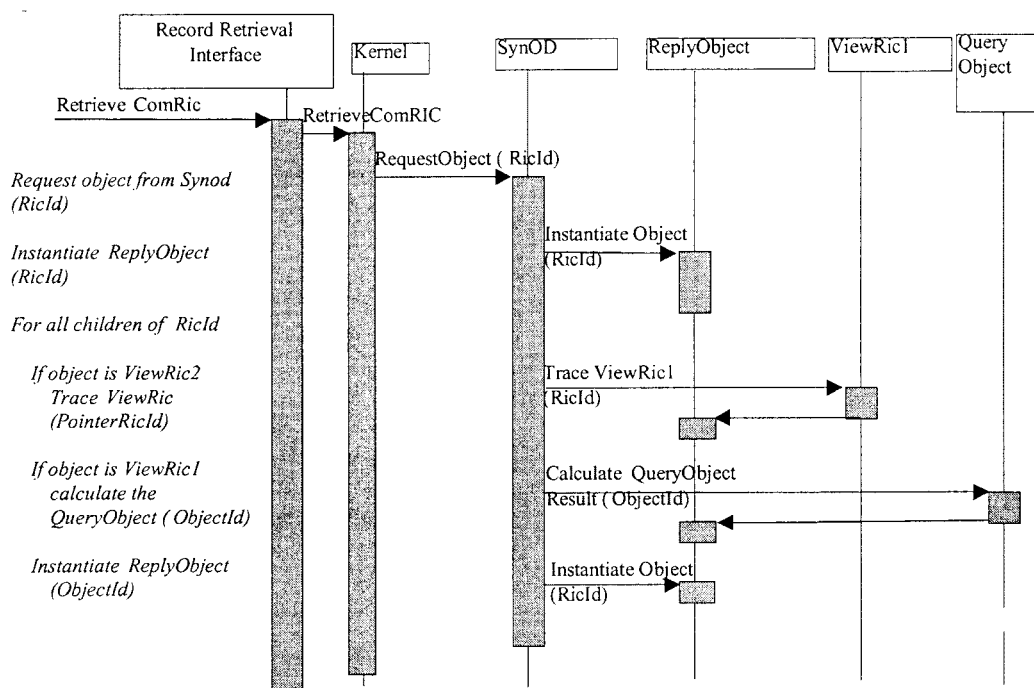 Record Retrieval
Interface
Kernel
SynOD
ReplyObject
ViewRic1
Query
Object
Retrieve ComRic
RetrieveComRIC
RequestObject ( RicId)
Request object from Synod
(RicId)
Instantiate Object
(RicId)
Instantiate ReplyObject
(RicId)
For all children of RicId
If object is ViewRic2
Trace ViewRic
(PointerRicId)
Trace ViewRic1
(RicId)
If object is ViewRic1
calculate the
QueryObject ( ObjectId)
Calculate QueryObject
Result ( ObjectId)
Instantiate ReplyObject
(ObjectId)
Instantiate Object
(RicId)